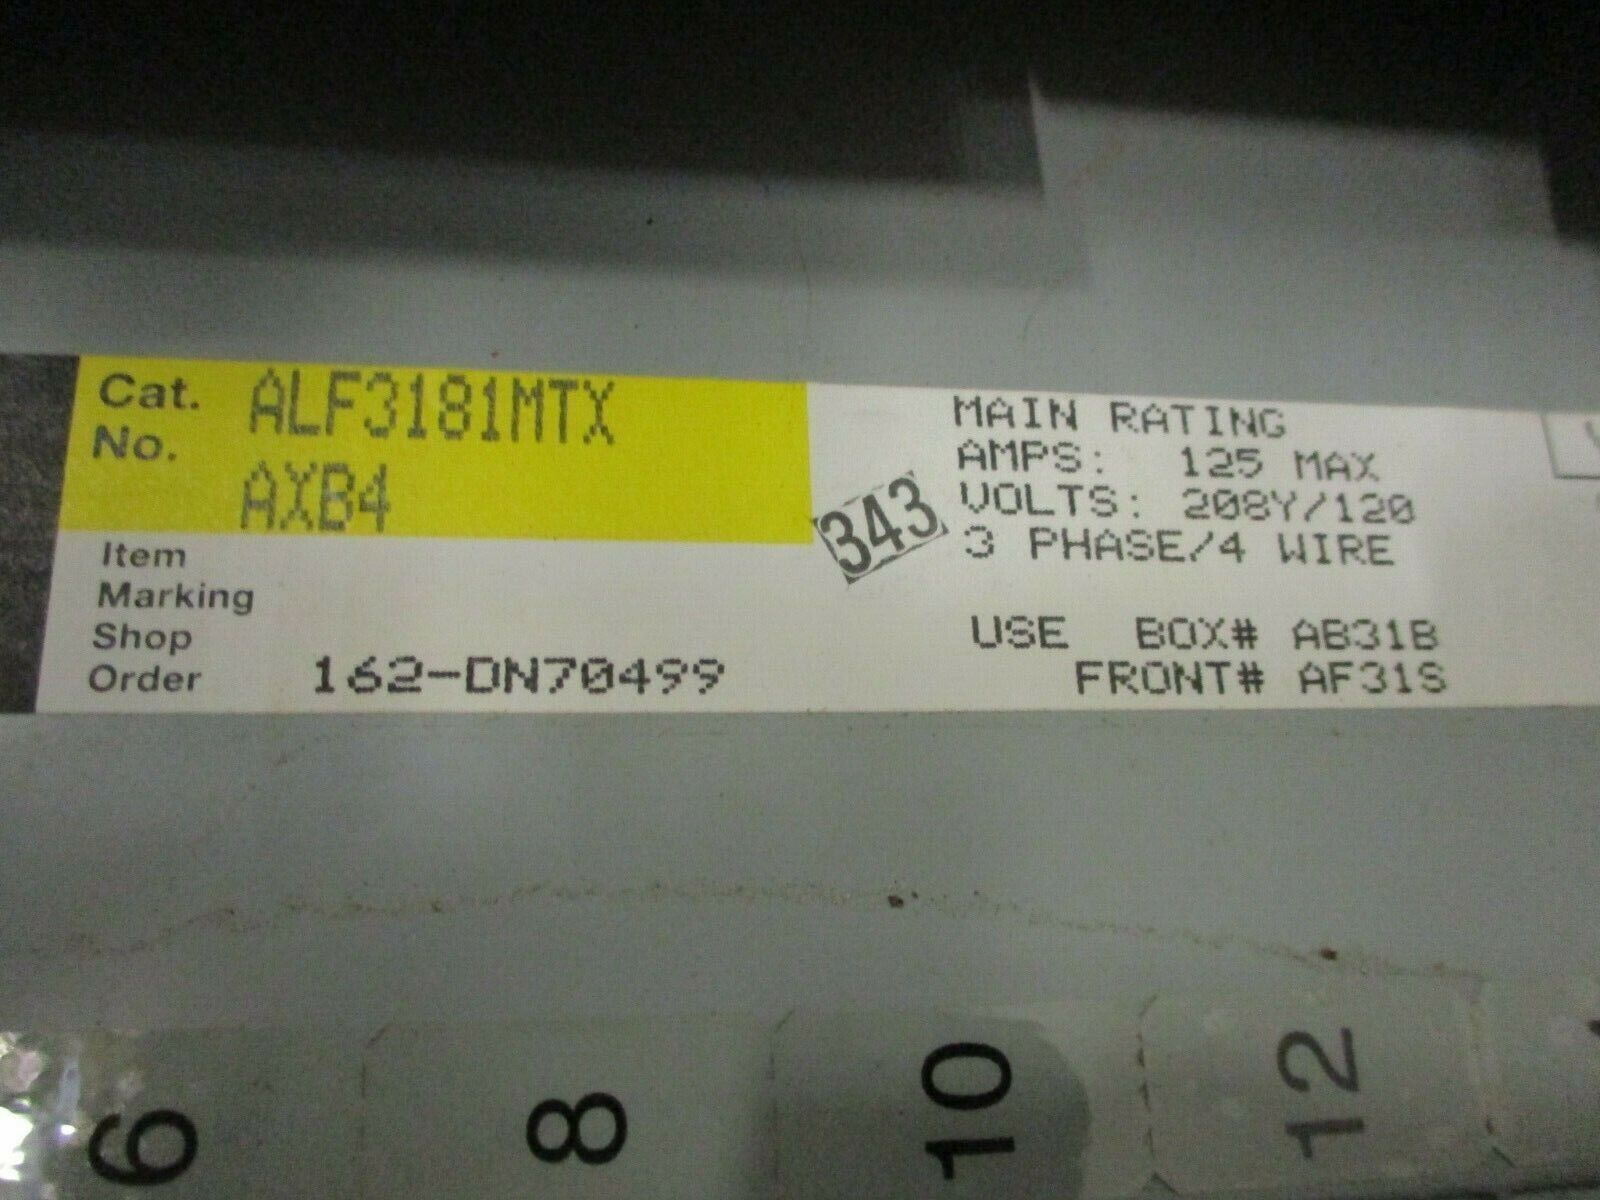 Cat. No. ALF3181MTX
AXB4
Item
Marking
Shop
Order 162-DN70499
343
MAIN RATING
AMPS: 125 MAX
VOLTS: 208Y/120
3 PHASE/4 WIRE
USE BOX# AB31B
FRONT# AF31S
6 8 10 12